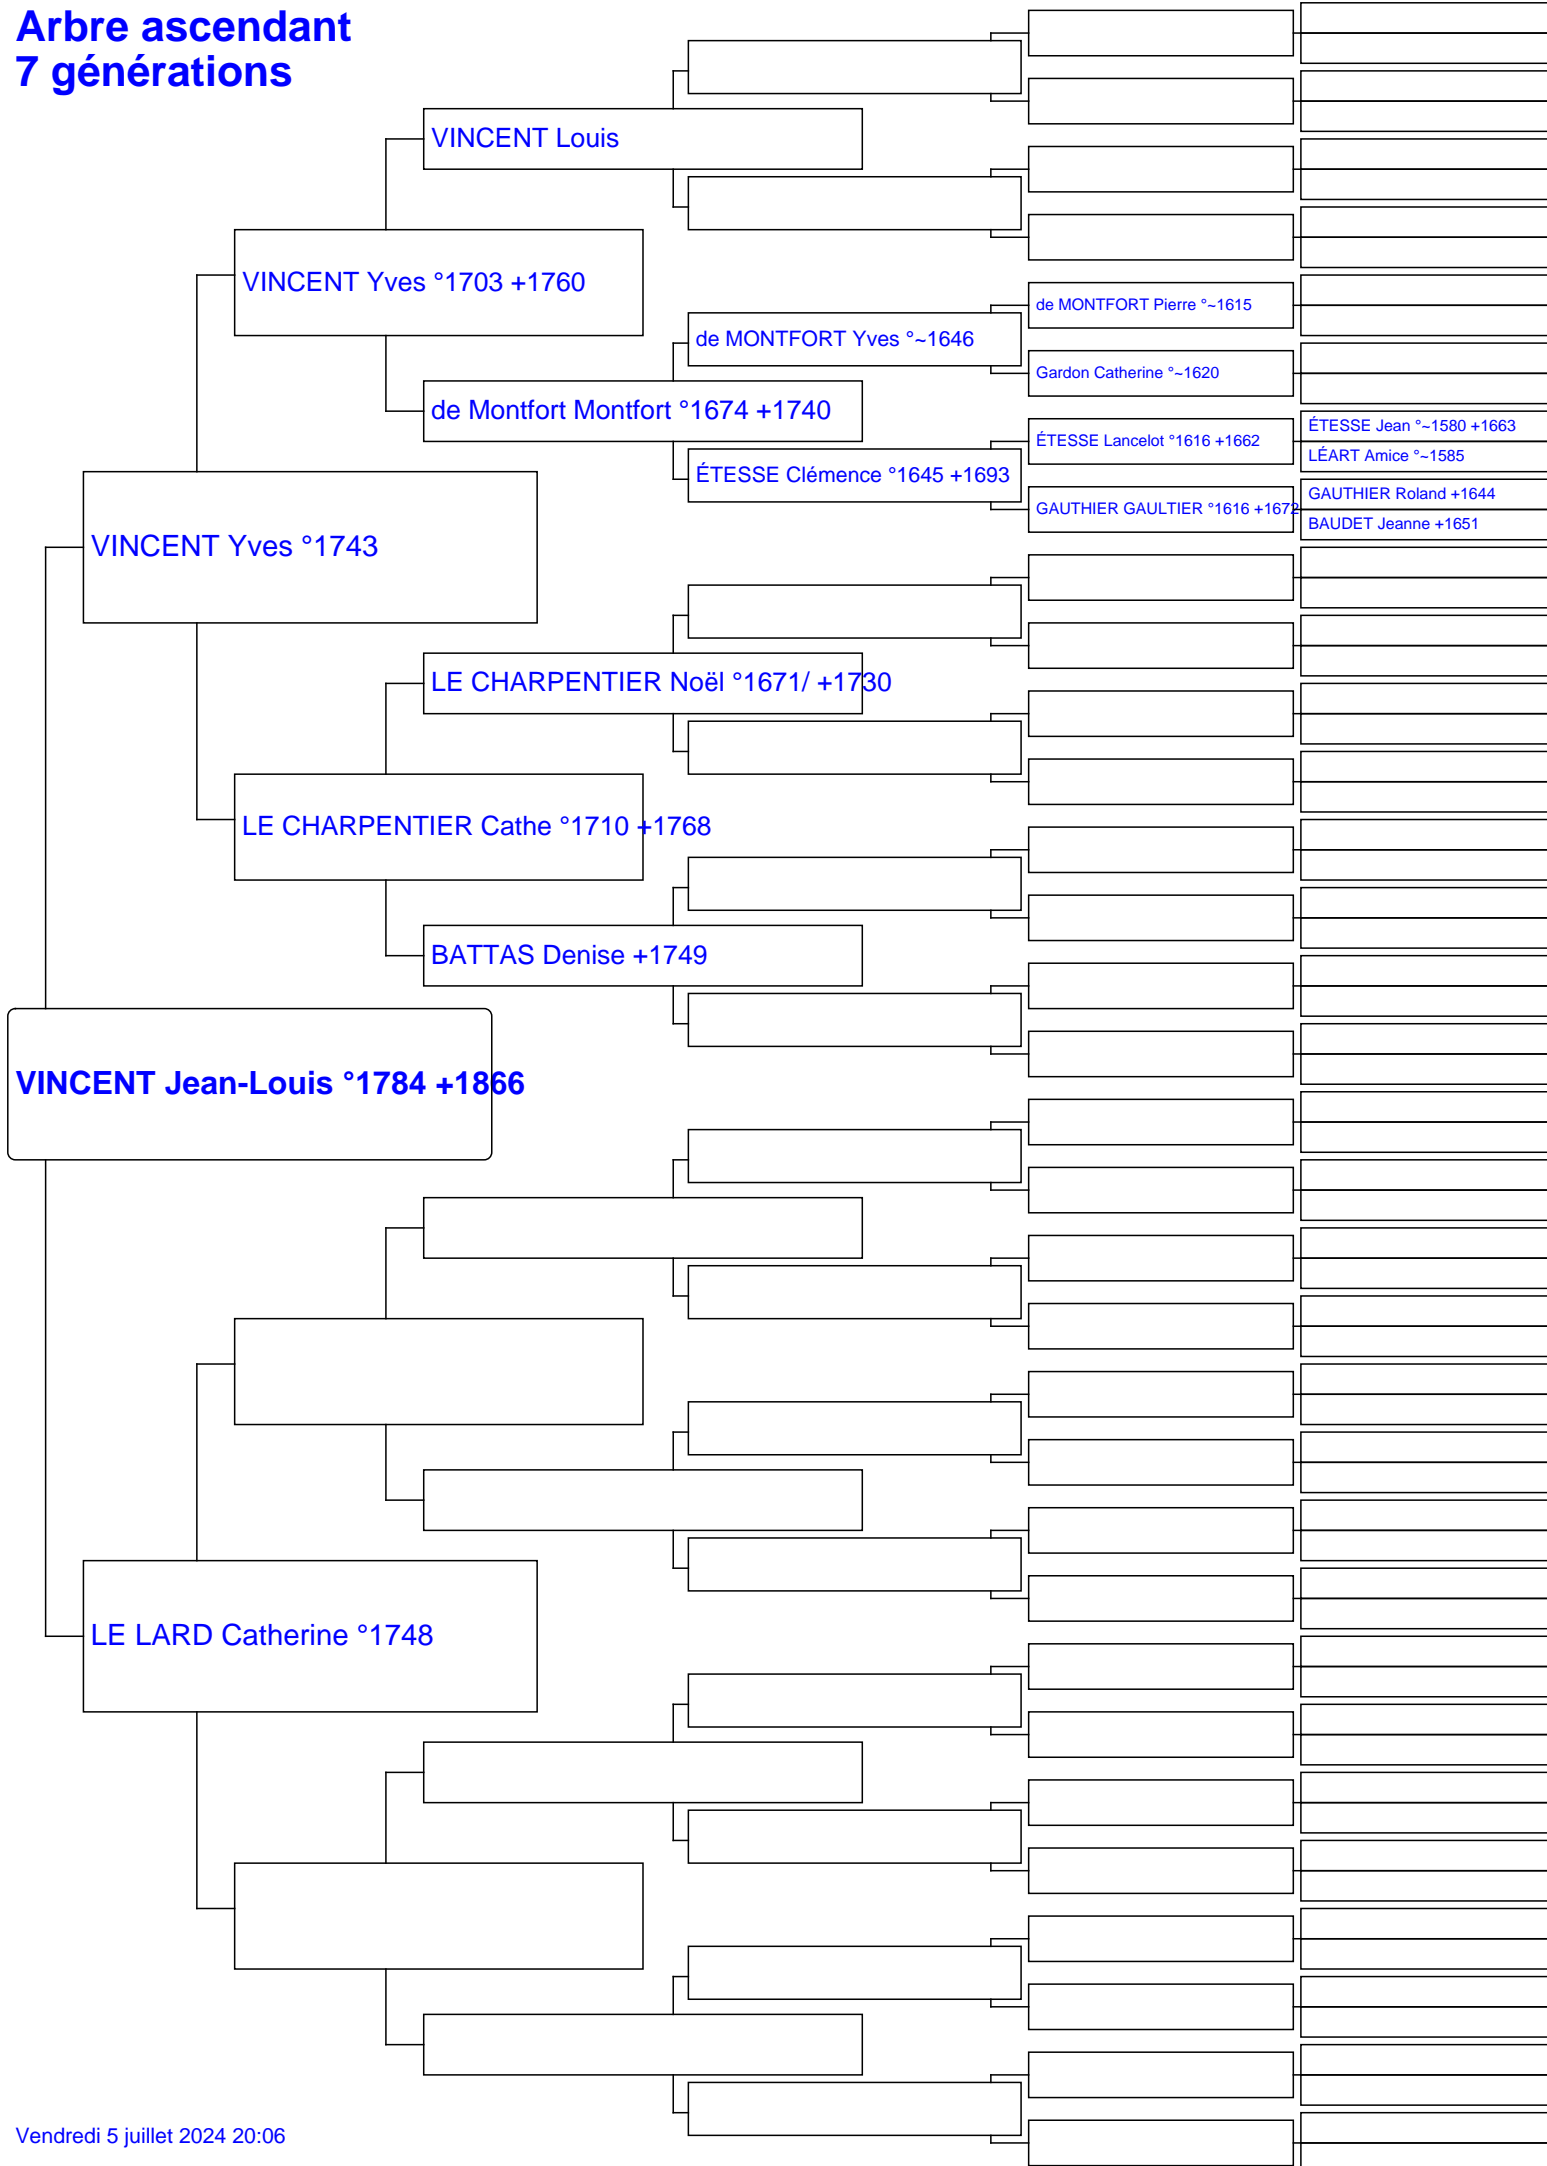 Arbre ascendant
7 générations
VINCENT Louis
VINCENT Yves °1703 +1760
de MONTFORT Pierre °~1615
de MONTFORT Yves °~1646
Gardon Catherine °~1620
de Montfort Montfort °1674 +1740
ÉTESSE Jean °~1580 +1663
ÉTESSE Lancelot °1616 +1662
LÉART Amice °~1585
ÉTESSE Clémence °1645 +1693
GAUTHIER Roland +1644
GAUTHIER GAULTIER °1616 +1672
BAUDET Jeanne +1651
VINCENT Yves °1743
LE CHARPENTIER Noël °1671/ +1730
LE CHARPENTIER Cathe °1710 +1768
BATTAS Denise +1749
VINCENT Jean-Louis °1784 +1866
LE LARD Catherine °1748
Vendredi 5 juillet 2024 20:06